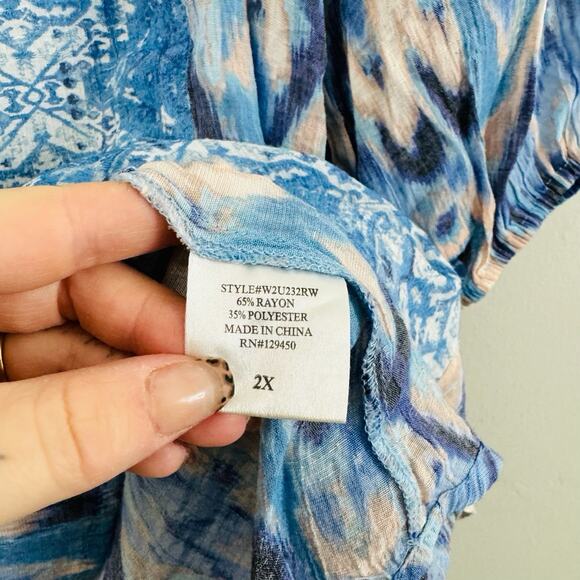 STYLE#W2U232RW
65% RAYON
35% POLYESTER
MADE IN CHINA
RN#129450
2X